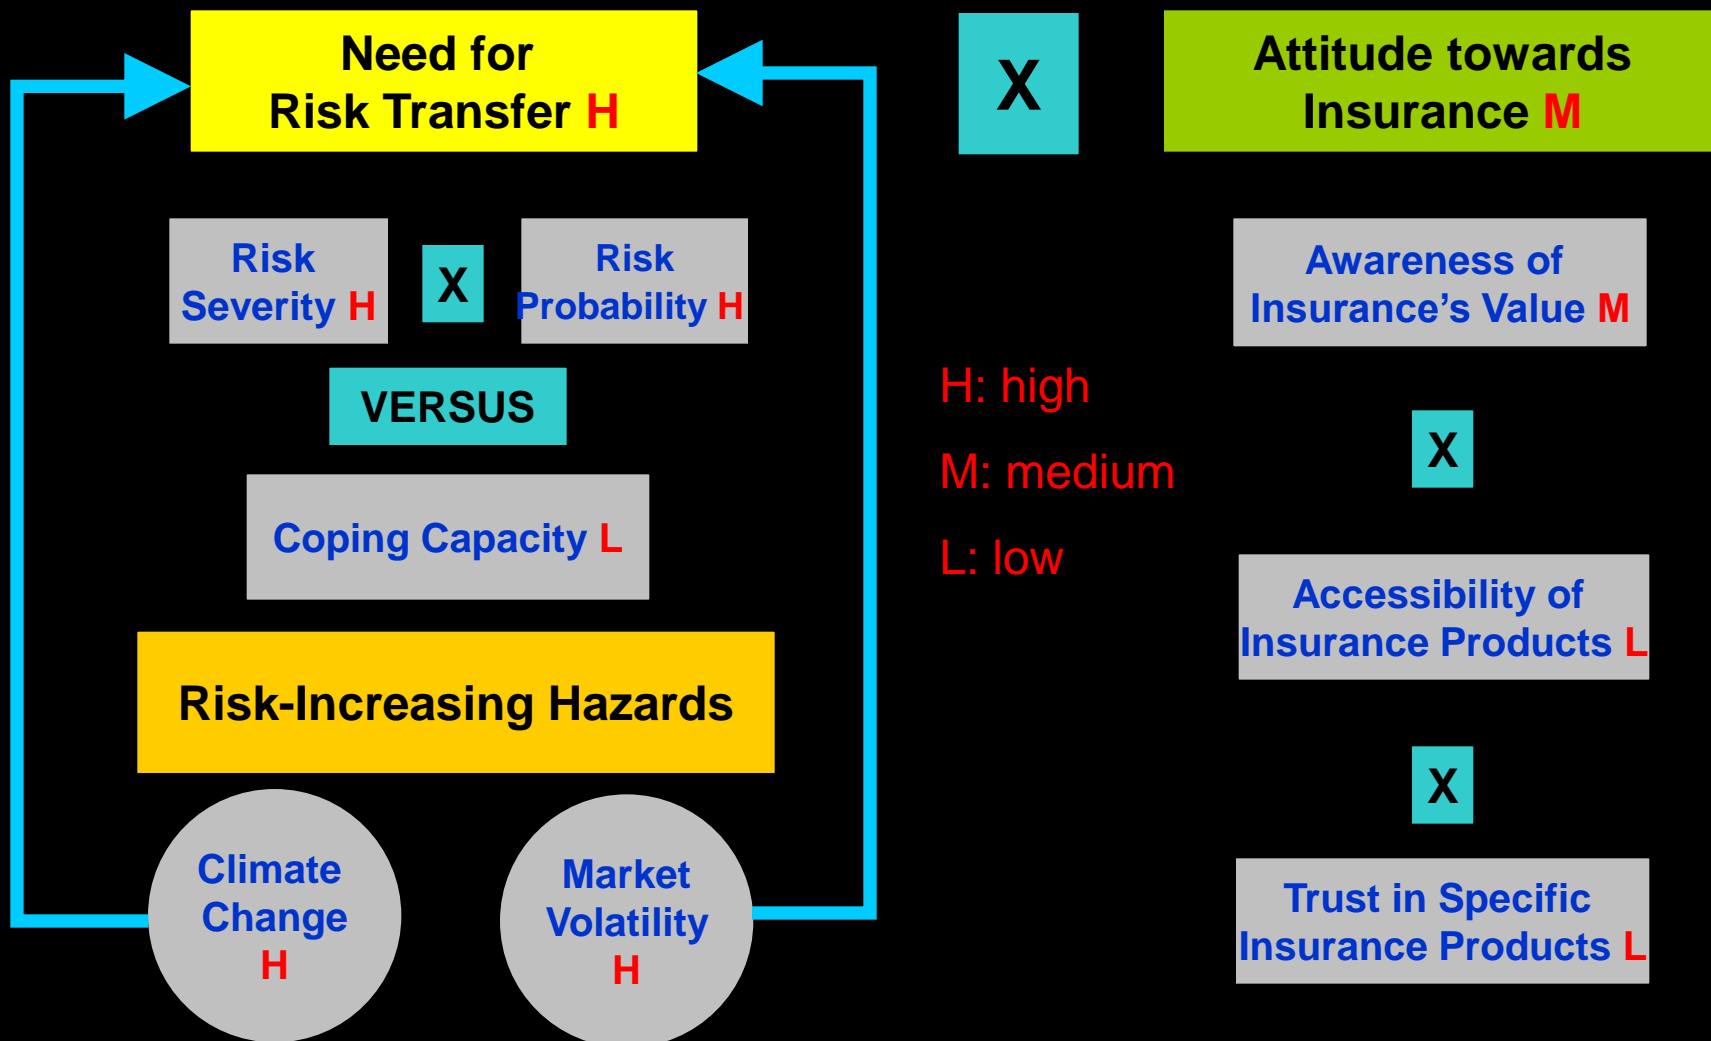 Need for
Risk Transfer H
X
Attitude towards
Insurance M
Risk
Severity H
X
Risk
Probability H
VERSUS
Coping Capacity L
Risk-Increasing Hazards
Climate
Change
H
Market
Volatility
H
H: high
M: medium
L: low
Awareness of
Insurance’s Value M
X
Accessibility of
Insurance Products L
X
Trust in Specific
Insurance Products L